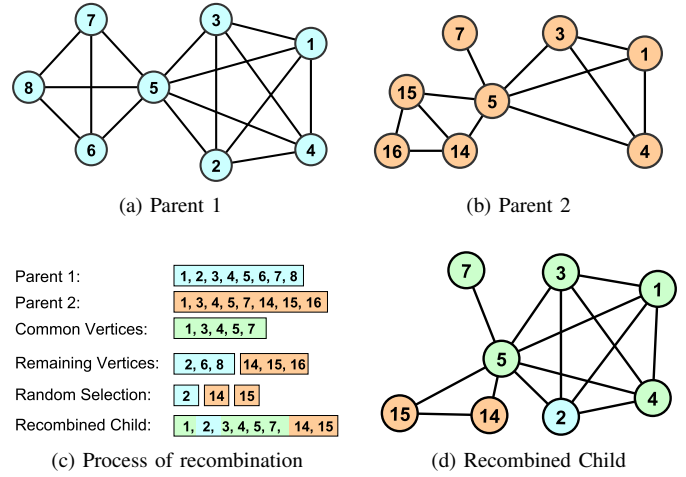 7
3
1
8
5
6
2
4
(a) Parent 1
7
3
1
15
5
16
14
4
(b) Parent 2
Parent 1: 1, 2, 3, 4, 5, 6, 7, 8
Parent 2: 1, 3, 4, 5, 7, 14, 15, 16
Common Vertices: 1, 3, 4, 5, 7
Remaining Vertices: 2, 6, 8 14, 15, 16
Random Selection: 2 14 15
Recombined Child: 1, 2, 3, 4, 5, 7, 14, 15
(c) Process of recombination
7
3
1
5
4
15
14
2
(d) Recombined Child